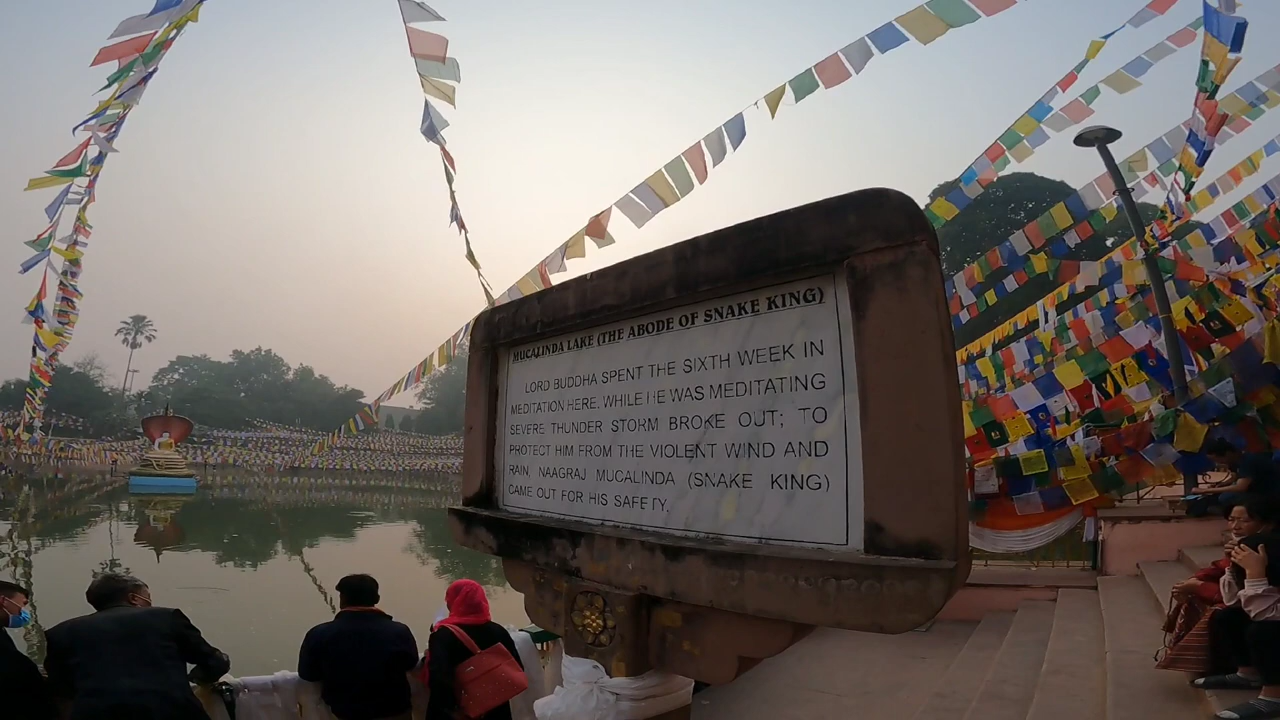 MUCALINDA LAKE (THE ABODE OF SNAKE KING)
LORD BUDDHA SPENT THE SIXTH WEEK IN
MEDITATION HERE. WHILE HE WAS MEDITATING
SEVERE THUNDER STORM BROKE OUT; TO
PROTECT HIM FROM THE VIOLENT WIND AND
RAIN, NAAGRAJ MUCALINDA (SNAKE KING)
CAME OUT FOR HIS SAFETY.